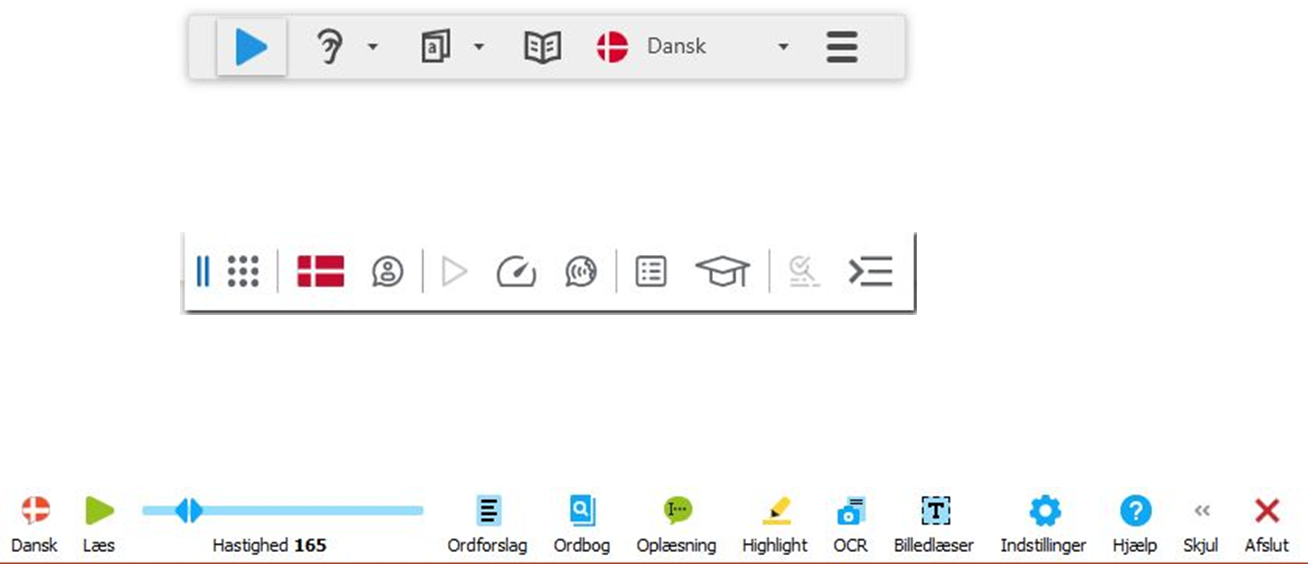 a Dansk
Dansk Læs Hastighed 165 Ordforslag Ordbog Oplæsning Highlight OCR Billedlæser Indstillinger Hjælp Skjul Afslut